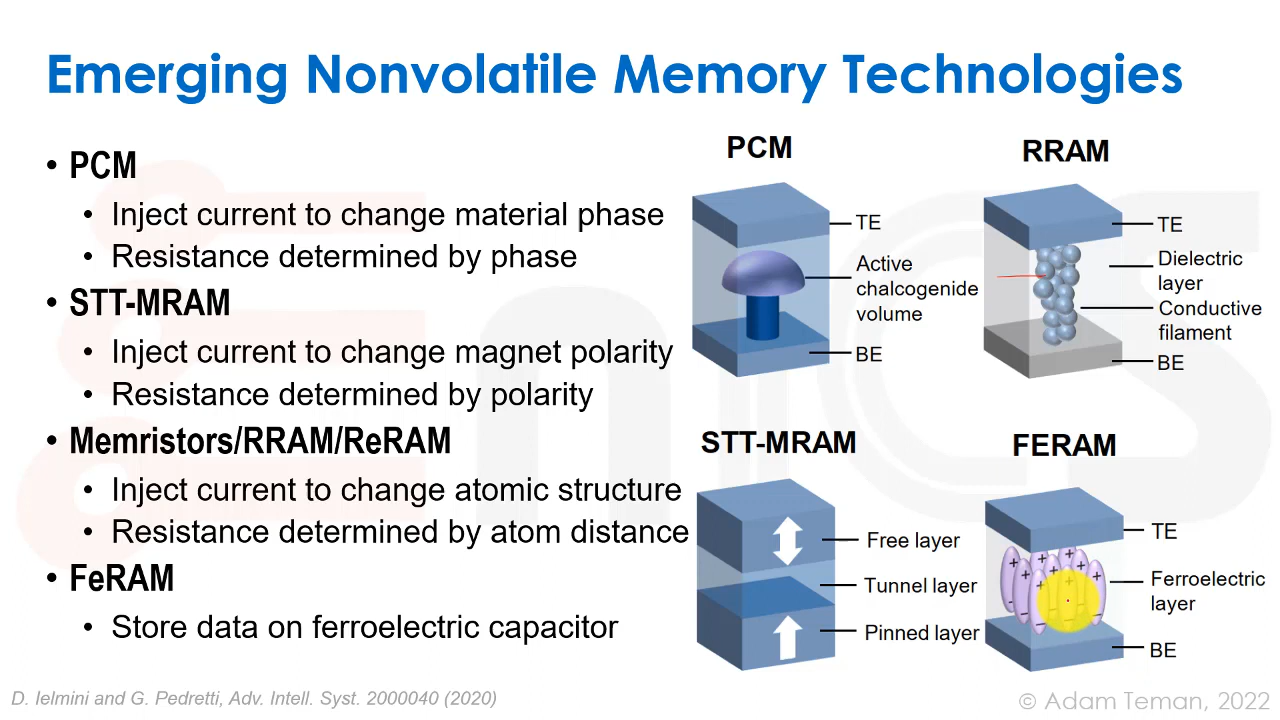 Emerging Nonvolatile Memory Technologies
• PCM
• Inject current to change material phase
• Resistance determined by phase
• STT-MRAM
• Inject current to change magnet polarity
• Resistance determined by polarity
• Memristors/RRAM/ReRAM
• Inject current to change atomic structure
• Resistance determined by atom distance
• FeRAM
• Store data on ferroelectric capacitor
PCM
TE
Active
chalcogenide
volume
BE
RRAM
TE
Dielectric
layer
Conductive
filament
BE
STT-MRAM
Free layer
Tunnel layer
Pinned layer
FERAM
TE
Ferroelectric
layer
BE
D. Ielmini and G. Pedretti, Adv. Intell. Syst. 2000040 (2020)
© Adam Teman, 2022